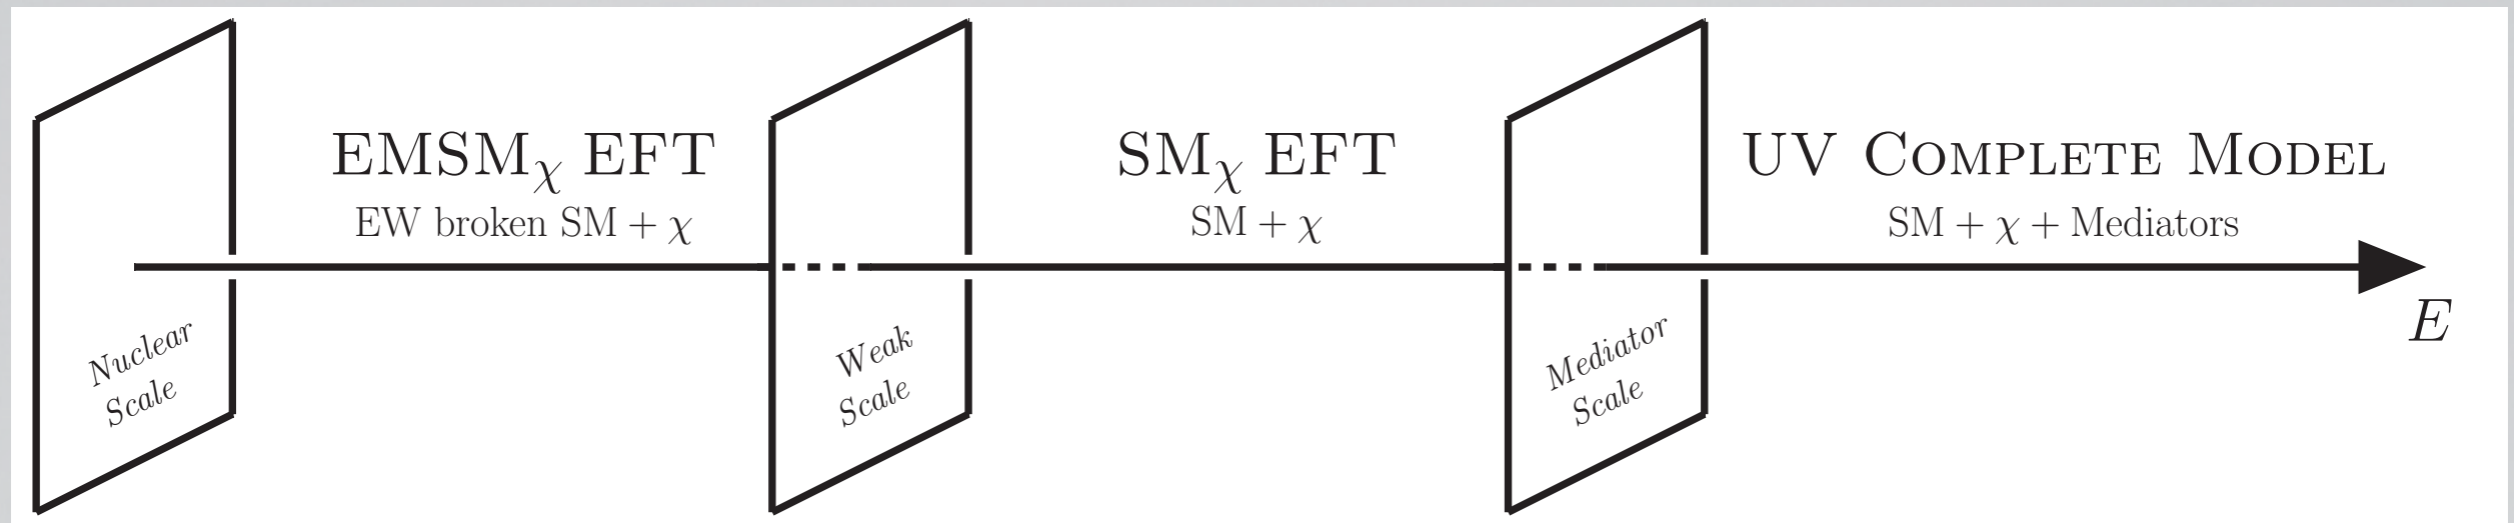 EMSMχ EFT
EW broken SM + χ
SMχ EFT
SM + χ
UV Complete Model
SM + χ + Mediators
Nuclear
Scale
Weak
Scale
Mediator
Scale
E